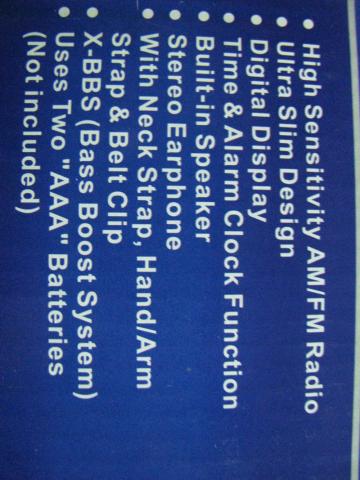 • High Sensitivity AM/FM Radio
• Ultra Slim Design
• Digital Display
• Time & Alarm Clock Function
• Built-in Speaker
• Stereo Earphone
• With Neck Strap, Hand/Arm
Strap & Belt Clip
• X-BBS (Bass Boost System)
• Uses Two "AAA" Batteries
(Not included)